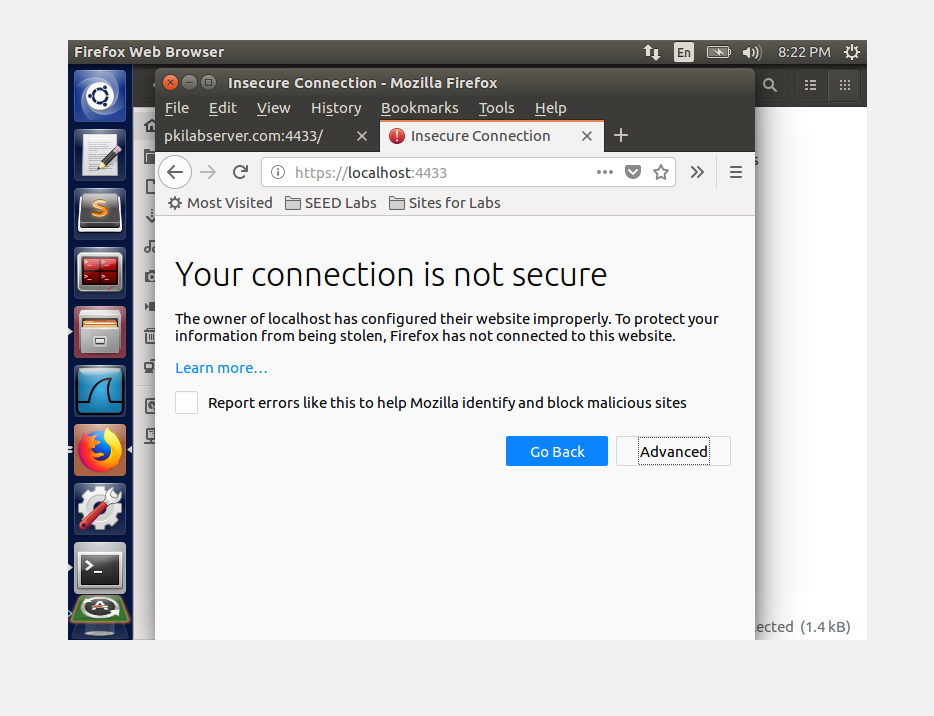 Firefox Web Browser
En
8:22 PM
Insecure Connection - Mozilla Firefox
File Edit View History Bookmarks Tools Help
pkilabserver.com:4433/
Insecure Connection
https://localhost:4433
Most Visited
SEED Labs
Sites for Labs
Your connection is not secure
The owner of localhost has configured their website improperly. To protect your
information from being stolen, Firefox has not connected to this website.
Learn more…
Report errors like this to help Mozilla identify and block malicious sites
Go Back
Advanced
(1.4 kB)